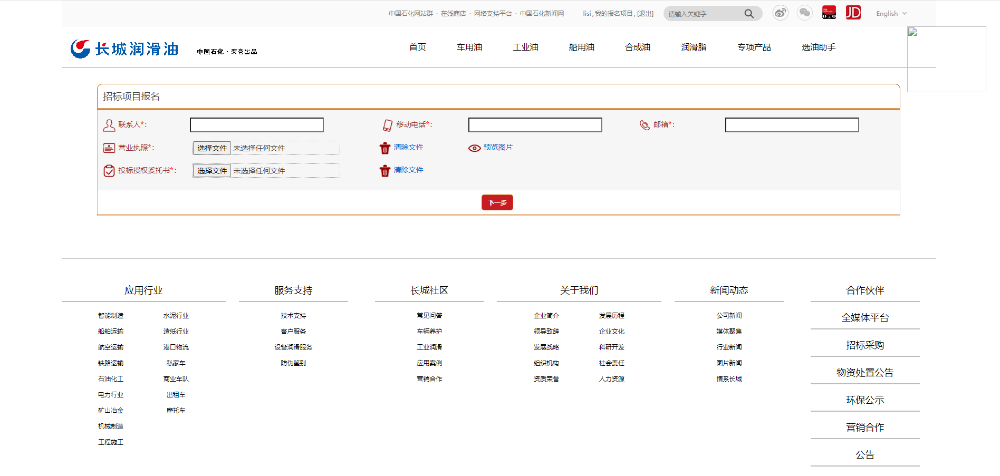 中国石化网站群 · 在线商店 · 网络支持平台 · 中国石化新闻网 lisi,我的报名项目,[退出] 请输入关键字 JD English
长城润滑油 中国石化·荣誉出品 首页 车用油 工业油 船用油 合成油 润滑脂 专项产品 选油助手
招标项目报名
联系人*: 移动电话*: 邮箱*:
营业执照*: 选择文件 未选择任何文件 清除文件 预览图片
投标授权委托书*: 选择文件 未选择任何文件 清除文件
下一步
应用行业 服务支持 长城社区 关于我们 新闻动态 合作伙伴
智能制造 水泥行业 技术支持 常见问答 企业简介 发展历程 公司新闻 全媒体平台
船舶运输 造纸行业 客户服务 车辆养护 领导致辞 企业文化 媒体聚焦
航空运输 港口物流 设备润滑服务 工业润滑 发展战略 科研开发 行业新闻 招标采购
铁路运输 私家车 防伪鉴别 应用案例 组织机构 社会责任 图片新闻
石油化工 商业车队 营销合作 资质荣誉 人力资源 情系长城 物资处置公告
电力行业 出租车 环保公示
矿山冶金 摩托车
机械制造 营销合作
工程施工
公告